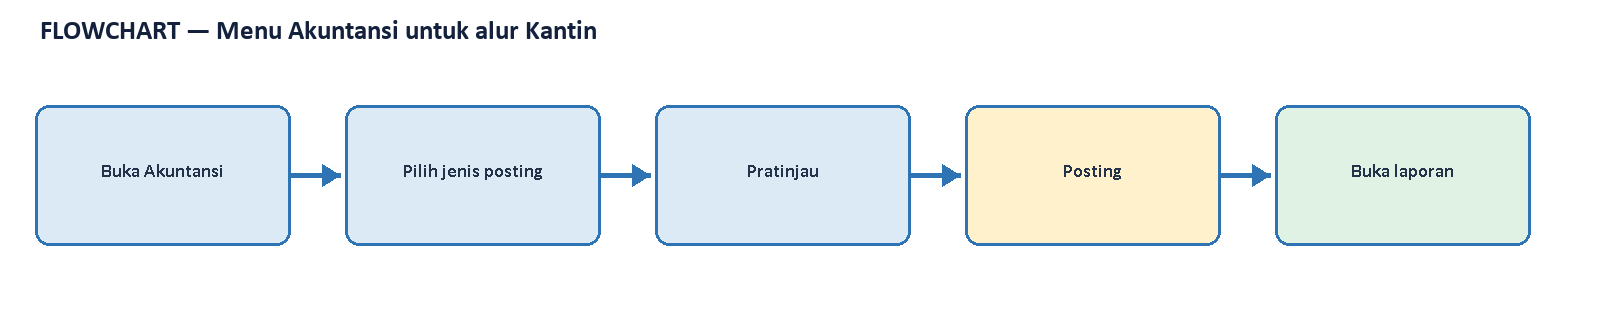 FLOWCHART — Menu Akuntansi untuk alur Kantin
Buka Akuntansi
Pilih jenis posting
Pratinjau
Posting
Buka laporan